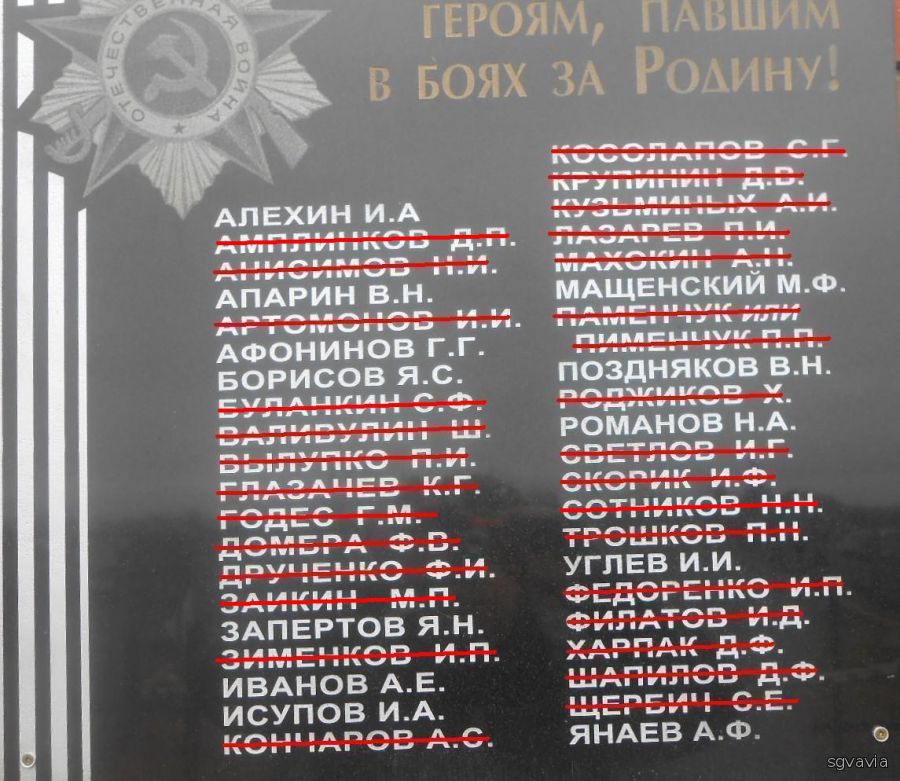 ОТЕЧЕСТВЕННАЯ ВОЙНА
ГЕРОЯМ, ПАВШИМ
В БОЯХ ЗА РОДИНУ!
АЛЕХИН И.А
АМПЛИНКОВ Д.П.
АНИСИМОВ Н.И.
АПАРИН В.Н.
АРТОМОНОВ И.И.
АФОНИНОВ Г.Г.
БОРИСОВ Я.С.
БУЛАНКИН С.Ф.
ВАЛИВУЛИН Ш.
ВЫЛУПКО П.И.
ГЛАЗАЧЕВ К.Г.
ГОДЕС Г.М.
ДОМБРА Ф.В.
ДРУЧЕНКО Ф.И.
ЗАИКИН М.П.
ЗАПЕРТОВ Я.Н.
ЗИМЕНКОВ И.П.
ИВАНОВ А.Е.
ИСУПОВ И.А.
КОНЧАРОВ А.С.
КОСОЛАПОВ С.Г.
КРУПИНИН Д.В.
КУЗЬМИНЫХ А.И.
ЛАЗАРЕВ П.И.
МАХОКИН А.Н.
МАЩЕНСКИЙ М.Ф.
ПАМЕНЧУК ИЛИ
ПИМЕНЧУК П.П.
ПОЗДНЯКОВ В.Н.
РОДЖИКОВ Х.
РОМАНОВ Н.А.
СВЕТЛОВ И.Г.
СКОРИК И.Ф.
СОТНИКОВ Н.Н.
ТРОШКОВ П.Н.
УГЛЕВ И.И.
ФЕДОРЕНКО И.П.
ФИЛАТОВ И.Д.
ХАРПАК Д.Ф.
ШАПИЛОВ Д.Ф.
ЩЕРБИЧ С.Е.
ЯНАЕВ А.Ф.
sgvavia